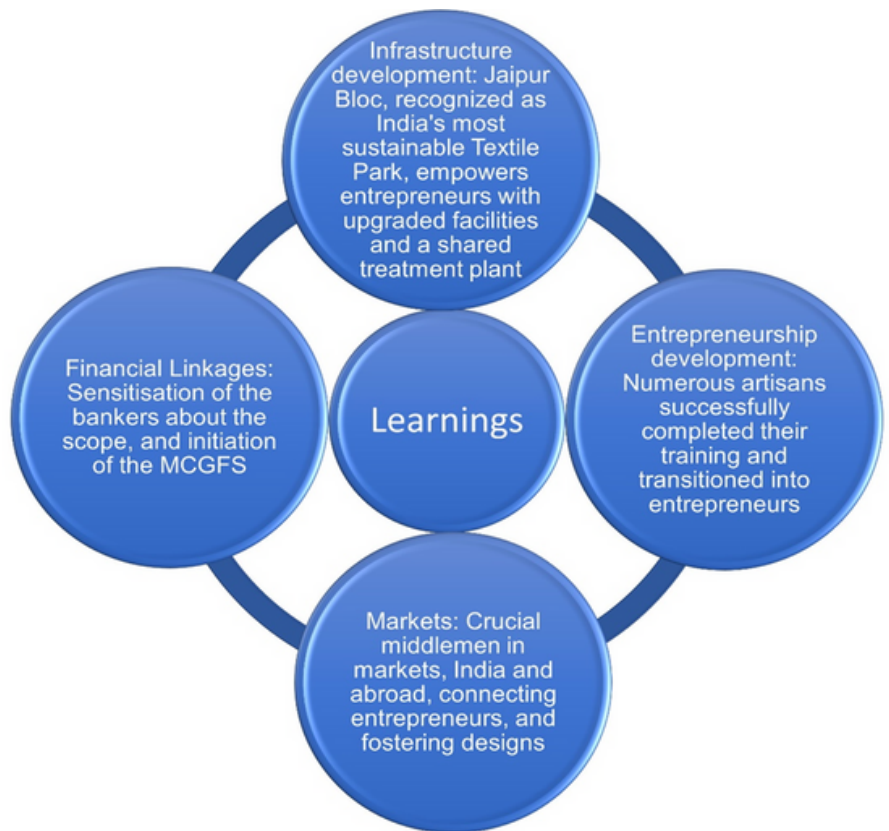 Infrastructure
development: Jaipur
Bloc, recognized as
India's most
sustainable Textile
Park, empowers
entrepreneurs with
upgraded facilities
and a shared
treatment plant
Entrepreneurship
development:
Numerous artisans
successfully
completed their
training and
transitioned into
entrepreneurs
Markets: Crucial
middlemen in
markets, India and
abroad, connecting
entrepreneurs, and
fostering designs
Financial Linkages:
Sensitisation of the
bankers about the
scope, and initiation
of the MCGFS
Learnings